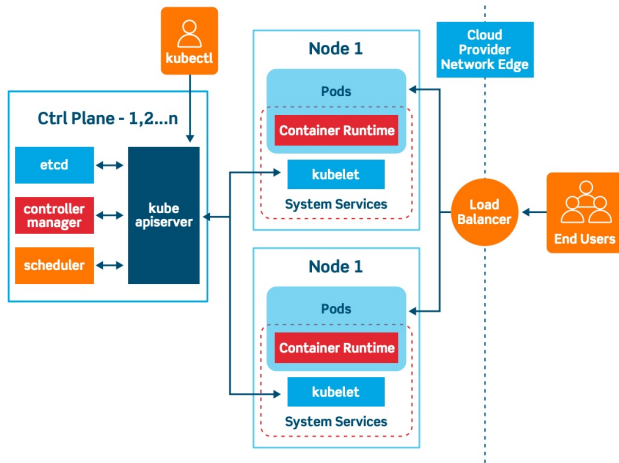 kubectl
Ctrl Plane - 1,2...n
etcd
controller
manager
scheduler
kube
apiserver
Node 1
Pods
Container Runtime
kubelet
System Services
Node 1
Pods
Container Runtime
kubelet
System Services
Cloud
Provider
Network Edge
Load
Balancer
End Users